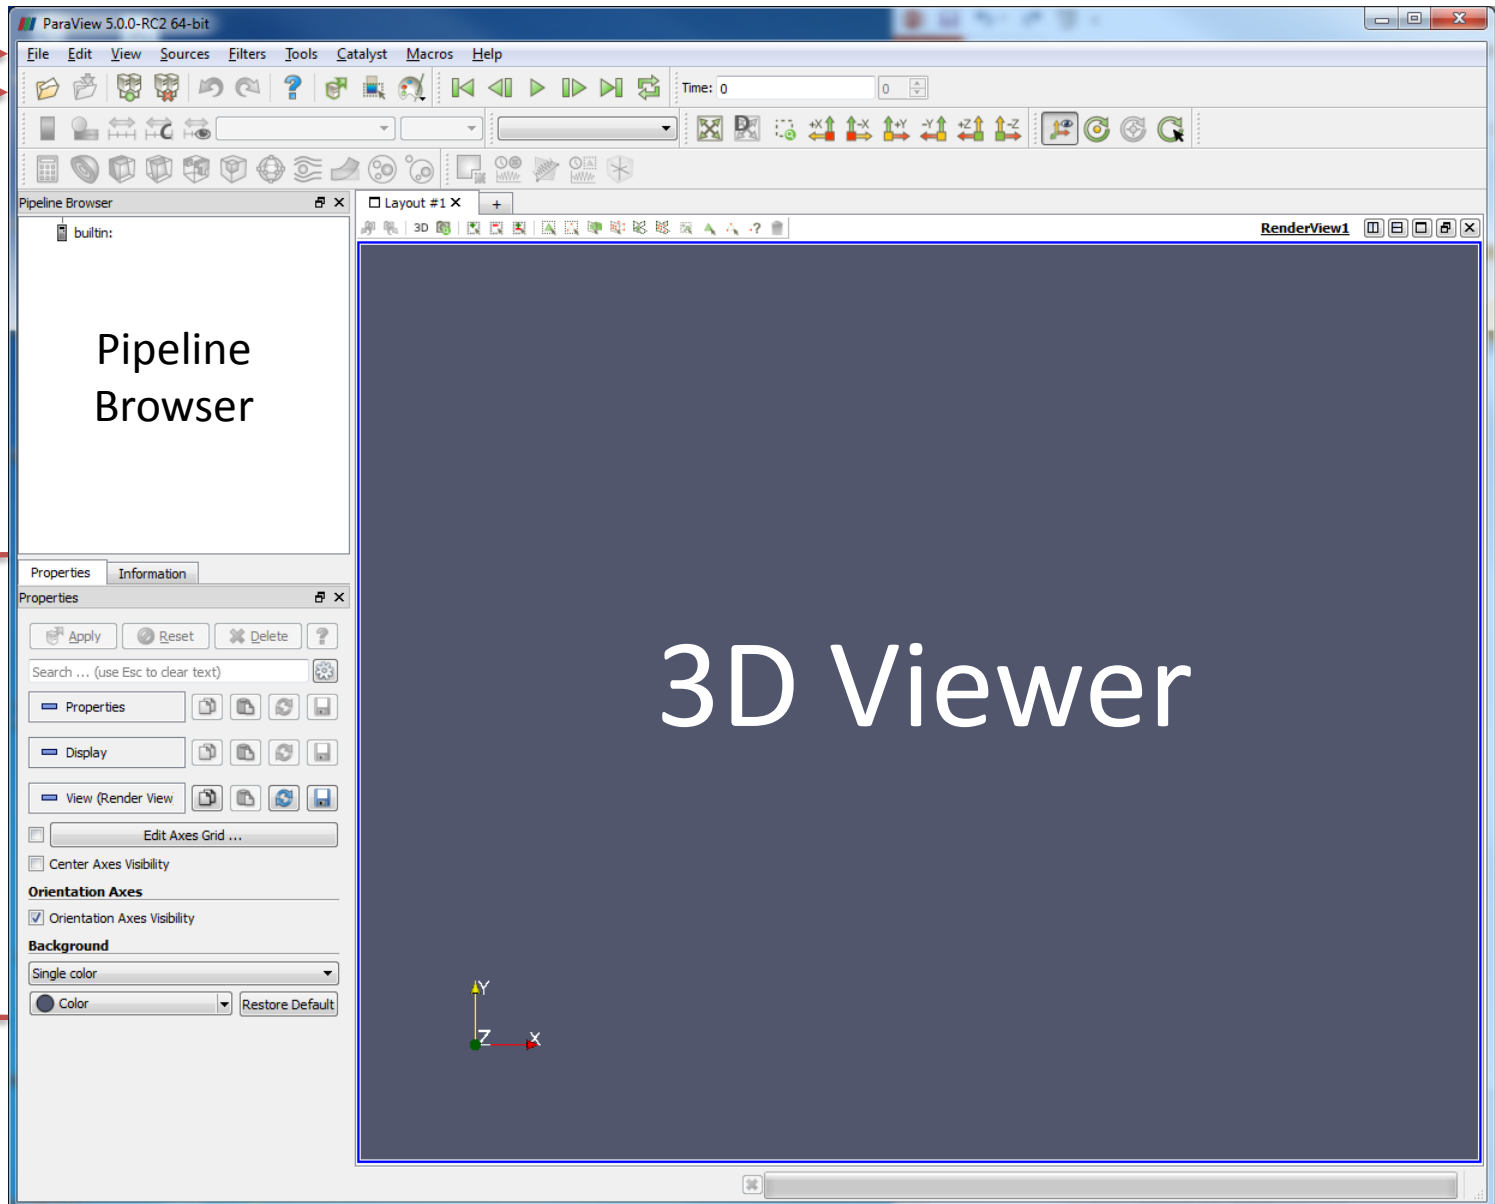 ParaView 5.0.0-RC2 64-bit
File Edit View Sources Filters Tools Catalyst Macros Help
Time: 0 0
+X -X +Y -Y +Z -Z
Pipeline Browser
Layout #1 +
builtin:
3D
RenderView1
Pipeline
Browser
Properties Information
Properties
Apply Reset Delete ?
Search ... (use Esc to clear text)
Properties
Display
View (Render View
Edit Axes Grid ...
Center Axes Visibility
Orientation Axes
Orientation Axes Visibility
Background
Single color
Color Restore Default
3D Viewer
Y
Z X